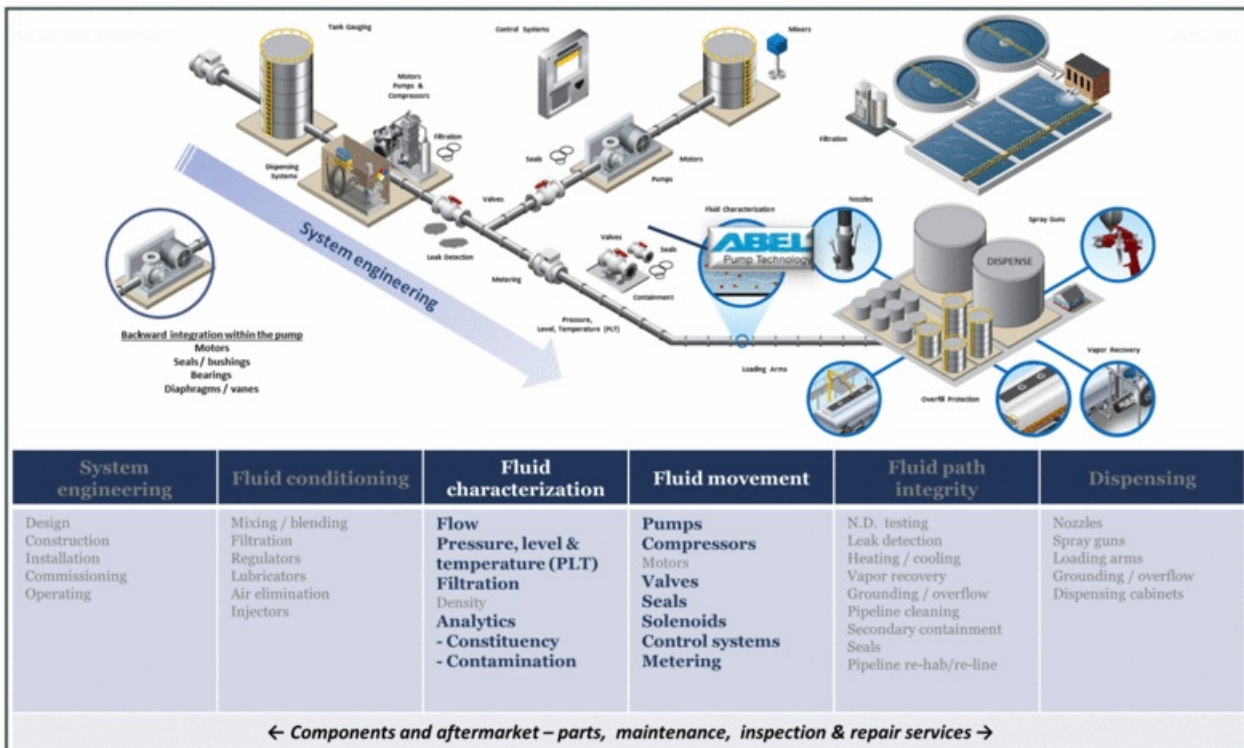 Tank Gauging
Control Systems
Mixers
Motors
Pumps &
Compressors
Filtration
Seals
Motors
Pumps
Filtration
Dispensing
Systems
Valves
Leak Detection
System engineering
Metering
Valves
Seals
Containment
Pressure,
Level, Temperature (PLT)
Fluid Characterization
ABEL
Pump Technology
Nozzles
Spray Guns
DISPENSE
Loading Arms
Overfill Protection
Vapor Recovery
Backward integration within the pump
Motors
Seals / bushings
Bearings
Diaphragms / vanes
System
engineering
Design
Construction
Installation
Commissioning
Operating
Fluid conditioning
Mixing / blending
Filtration
Regulators
Lubricators
Air elimination
Injectors
Fluid
characterization
Flow
Pressure, level &
temperature (PLT)
Filtration
Density
Analytics
- Constituency
- Contamination
Fluid movement
Pumps
Compressors
Motors
Valves
Seals
Solenoids
Control systems
Metering
Fluid path
integrity
N.D. testing
Leak detection
Heating / cooling
Vapor recovery
Grounding / overflow
Pipeline cleaning
Secondary containment
Seals
Pipeline re-hab/re-line
Dispensing
Nozzles
Spray guns
Loading arms
Grounding / overflow
Dispensing cabinets
← Components and aftermarket – parts, maintenance, inspection & repair services →